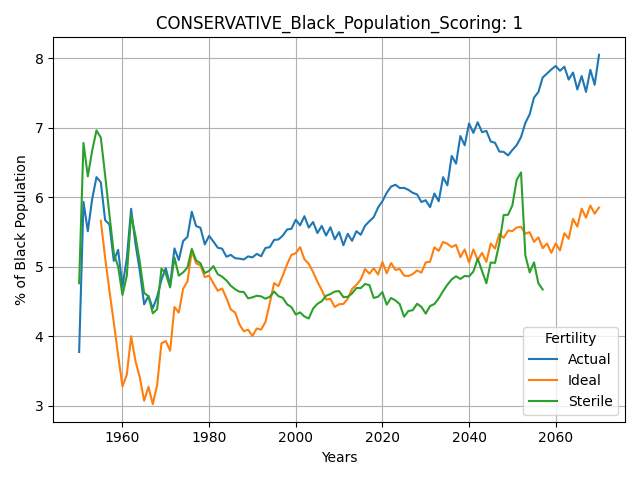 CONSERVATIVE_Black_Population_Scoring: 1
% of Black Population
8
7
6
5
4
3
1960 1980 2000 2020 2040 2060
Years
Fertility
Actual
Ideal
Sterile